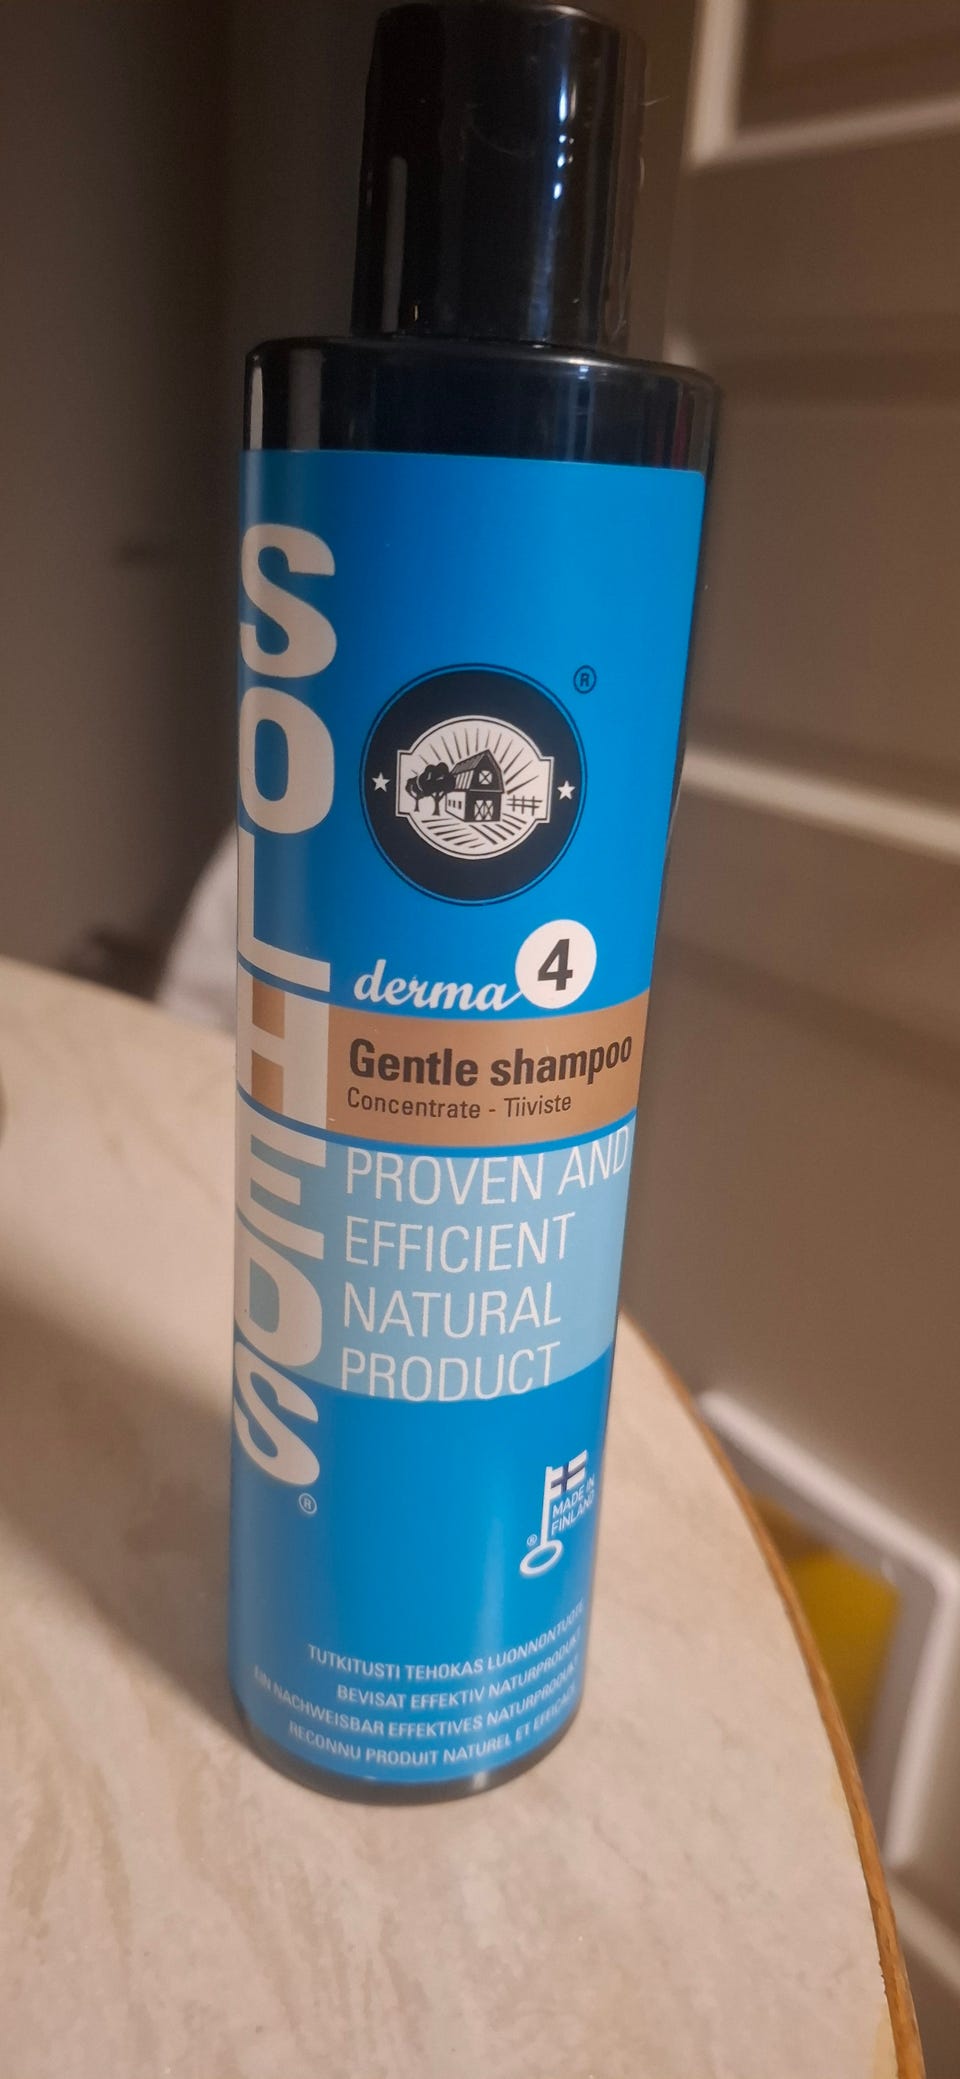 SOLHEDS®
®
derma 4
Gentle shampoo
Concentrate - Tiiviste
PROVEN AND
EFFICIENT
NATURAL
PRODUCT
MADE IN
FINLAND
®
TUTKITUSTI TEHOKAS LUONNONTUOTE
BEVISAT EFFEKTIV NATURPRODUKT
EIN NACHWEISBAR EFFEKTIVES NATURPRODUKT
RECONNU PRODUIT NATUREL ET EFFICACE